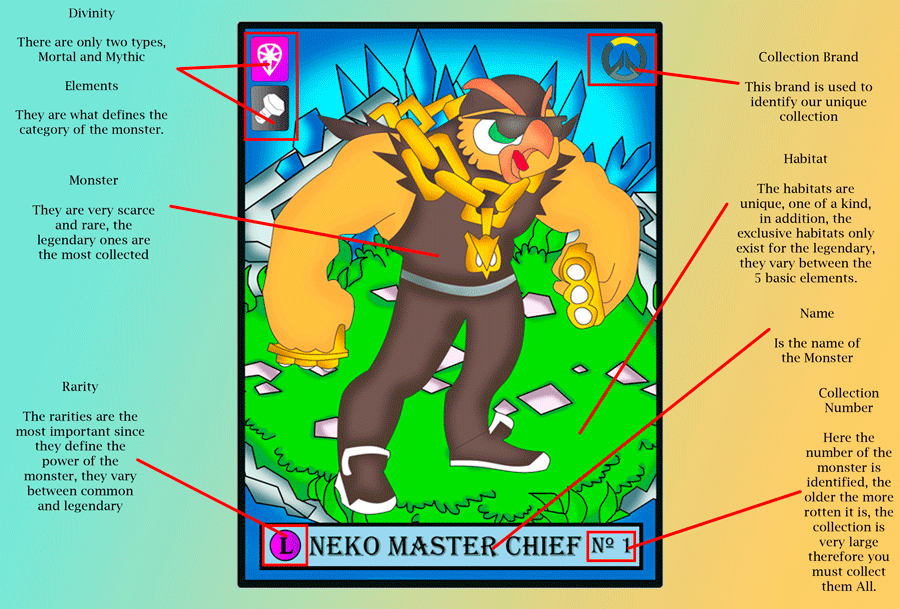 Divinity
There are only two types,
Mortal and Mythic
Elements
They are what defines the
category of the monster.
Monster
They are very scarce
and rare, the
legendary ones are
the most collected
Rarity
The rarities are the
most important since
they define the
power of the
monster, they vary
between common
and legendary
L
NEKO MASTER CHIEF
Nº 1
Collection Brand
This brand is used to
identify our unique
collection
Habitat
The habitats are
unique, one of a kind,
in addition, the
exclusive habitats only
exist for the legendary,
they vary between the
5 basic elements.
Name
Is the name of
the Monster
Collection
Number
Here the
number of the
monster is
identified, the
older the more
rotten it is, the
collection is
very large
therefore you
must collect
them All.